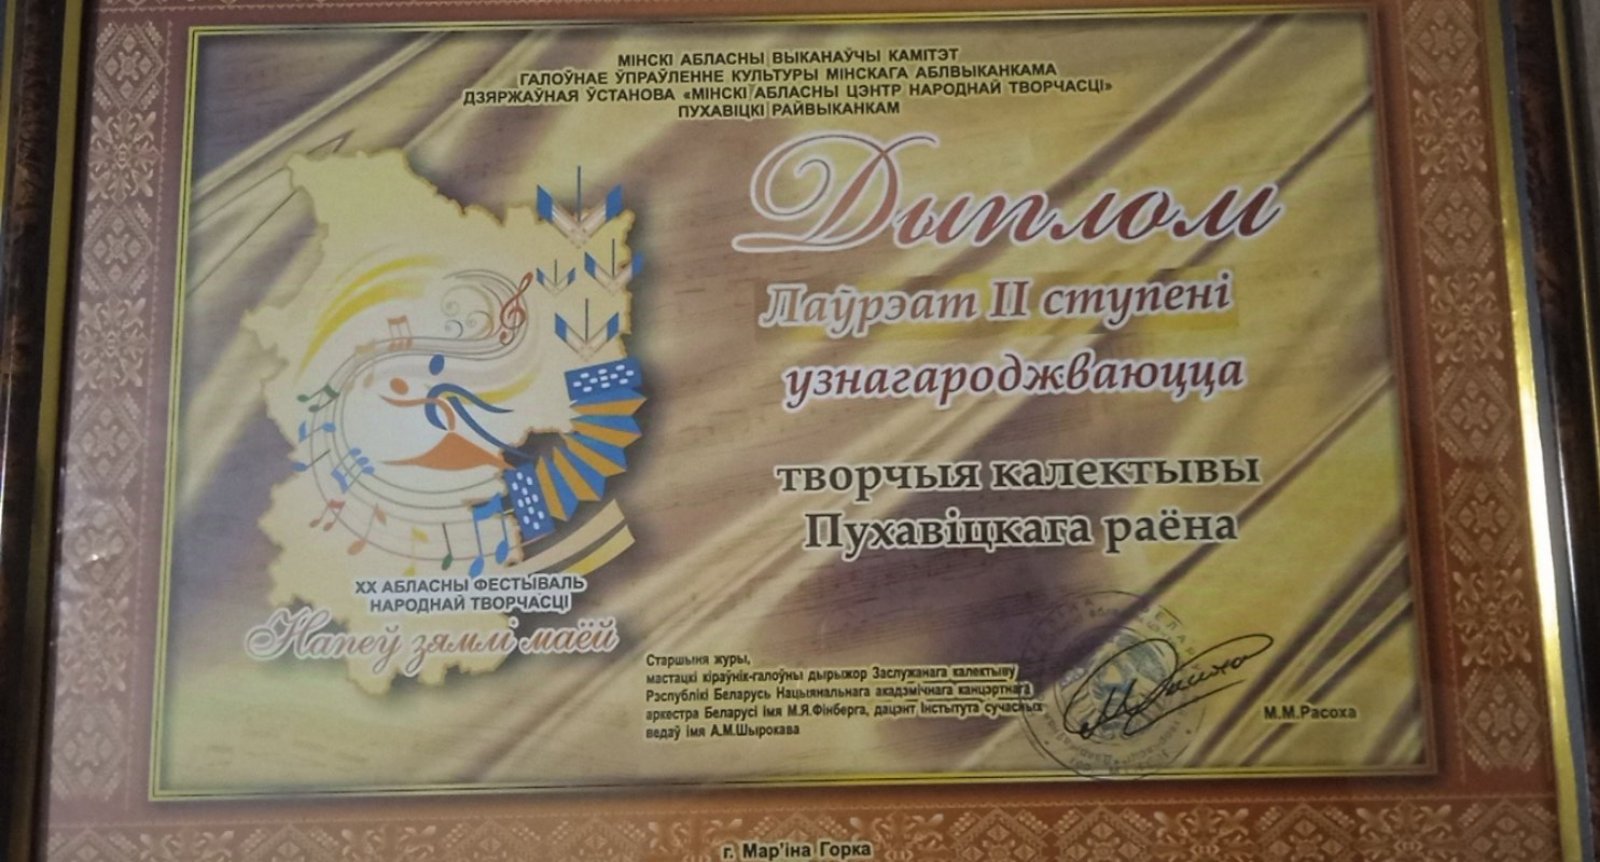 МІНСКІ АБЛАСНЫ ВЫКАНАЎЧЫ КАМІТЭТ
ГАЛОЎНАЕ ЎПРАЎЛЕННЕ КУЛЬТУРЫ МІНСКАГА АБЛВЫКАНКАМА
ДЗЯРЖАЎНАЯ ЎСТАНОВА «МІНСКІ АБЛАСНЫ ЦЭНТР НАРОДНАЙ ТВОРЧАСЦІ»
ПУХАВІЦКІ РАЙВЫКАНКАМ
Дыплом
Лаўрэат II ступені
узнагароджваюцца
творчыя калектывы
Пухавіцкага раёна
XX АБЛАСНЫ ФЕСТЫВАЛЬ
НАРОДНАЙ ТВОРЧАСЦІ
Напеў зямлі маёй
Старшыня журы,
мастацкі кіраўнік-галоўны дырыжор Заслужанага калектыву
Рэспублікі Беларусь Нацыянальнага акадэмічнага канцэртнага
аркестра Беларусі імя М.Я.Фінберга, дацэнт Інстытута сучасных
ведаў імя А.М.Шырокава
М.М.Расоха
г. Мар'іна Горка